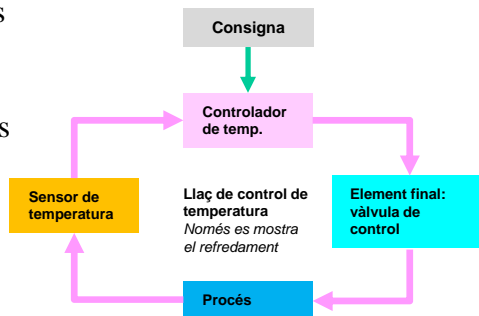 s
Consigna
Controlador
de temp.
s
Sensor de
temperatura
Llaç de control de
temperatura
Només es mostra
el refredament
Element final:
vàlvula de
control
Procés